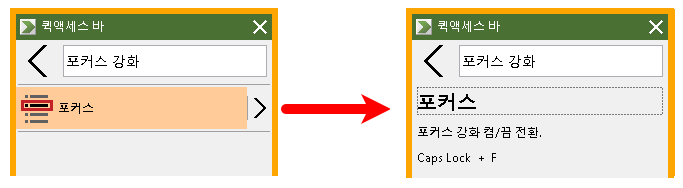 퀵액세스 바
포커스 강화
포커스
퀵액세스 바
포커스 강화
포커스
포커스 강화 켬/끔 전환.
Caps Lock + F